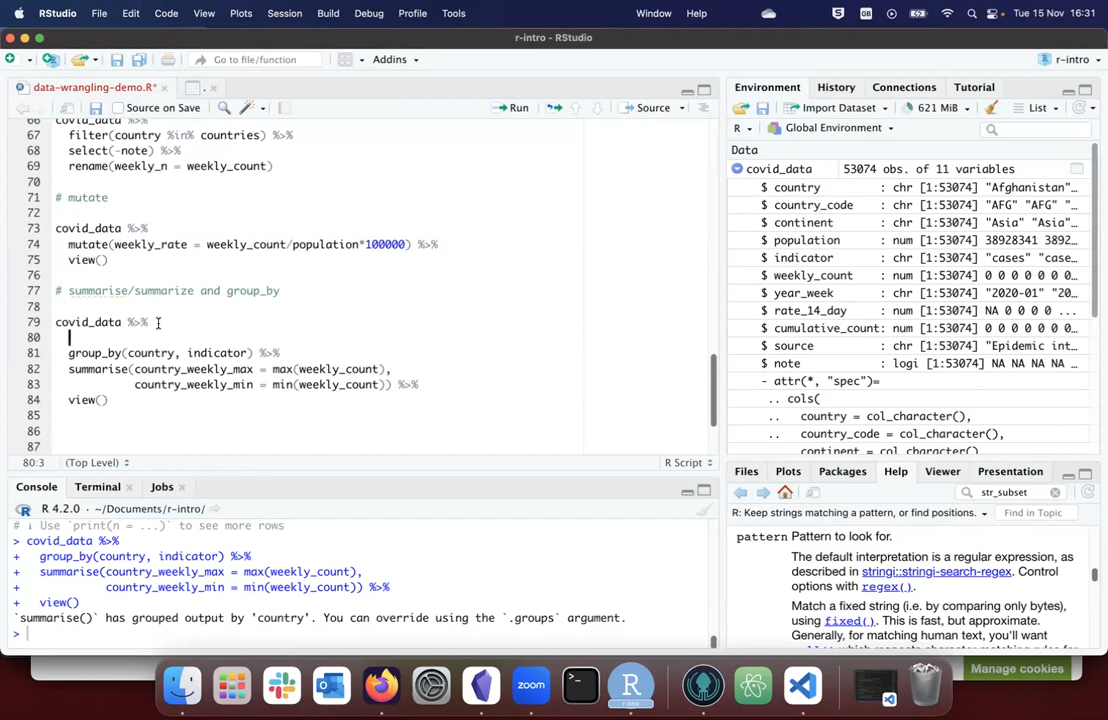 RStudio File Edit Code View Plots Session Build Debug Profile Tools Window Help GB Tue 15 Nov 16:31
r-intro – RStudio
Go to file/function Addins r-intro
data-wrangling-demo.R* .
Source on Save Run Source
66 covid_data %>%
67 filter(country %in% countries) %>%
68 select(-note) %>%
69 rename(weekly_n = weekly_count)
70
71 # mutate
72
73 covid_data %>%
74 mutate(weekly_rate = weekly_count/population*100000) %>%
75 view()
76
77 # summarise/summarize and group_by
78
79 covid_data %>%
80
81 group_by(country, indicator) %>%
82 summarise(country_weekly_max = max(weekly_count),
83 country_weekly_min = min(weekly_count)) %>%
84 view()
85
86
87
80:3 (Top Level) R Script
Console Terminal Jobs
R 4.2.0 · ~/Documents/r-intro/
# ℹ Use `print(n = ...)` to see more rows
> covid_data %>%
+ group_by(country, indicator) %>%
+ summarise(country_weekly_max = max(weekly_count),
+ country_weekly_min = min(weekly_count)) %>%
+ view()
`summarise()` has grouped output by 'country'. You can override using the `.groups` argument.
>
Environment History Connections Tutorial
Import Dataset 621 MiB List
R Global Environment
Data
covid_data 53074 obs. of 11 variables
$ country : chr [1:53074] "Afghanistan"…
$ country_code : chr [1:53074] "AFG" "AFG"…
$ continent : chr [1:53074] "Asia" "Asia"…
$ population : num [1:53074] 38928341 3892…
$ indicator : chr [1:53074] "cases" "case…
$ weekly_count : num [1:53074] 0 0 0 0 0 0 0…
$ year_week : chr [1:53074] "2020-01" "20…
$ rate_14_day : num [1:53074] NA 0 0 0 0 ...
$ cumulative_count: num [1:53074] 0 0 0 0 0 0 0…
$ source : chr [1:53074] "Epidemic int…
$ note : logi [1:53074] NA NA NA NA NA…
- attr(*, "spec")=
.. cols(
.. country = col_character(),
.. country_code = col_character(),
.. continent = col_character(),
Files Plots Packages Help Viewer Presentation
str_subset
R: Keep strings matching a pattern, or find positions. Find in Topic
pattern Pattern to look for.
The default interpretation is a regular expression, as
described in stringi::stringi-search-regex. Control
options with regex().
Match a fixed string (i.e. by comparing only bytes),
using fixed(). This is fast, but approximate.
Generally, for matching human text, you'll want
zoom
R
r-intro
Manage cookies